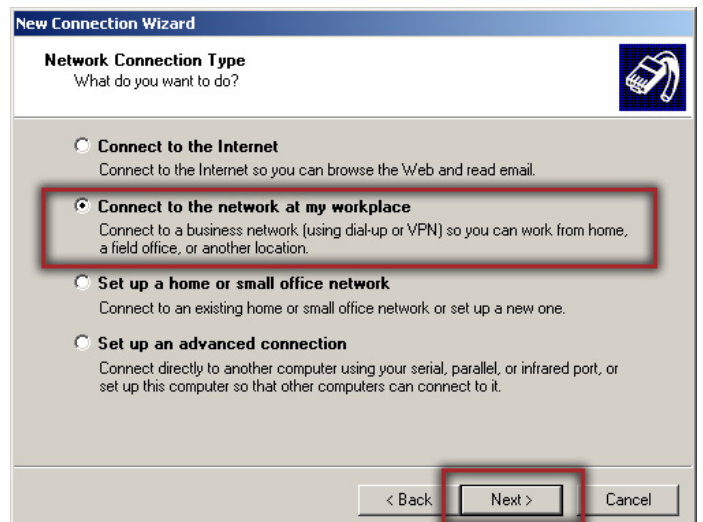 New Connection Wizard
Network Connection Type
What do you want to do?
Connect to the Internet
Connect to the Internet so you can browse the Web and read email.
Connect to the network at my workplace
Connect to a business network (using dial-up or VPN) so you can work from home,
a field office, or another location.
Set up a home or small office network
Connect to an existing home or small office network or set up a new one.
Set up an advanced connection
Connect directly to another computer using your serial, parallel, or infrared port, or
set up this computer so that other computers can connect to it.
< Back Next > Cancel